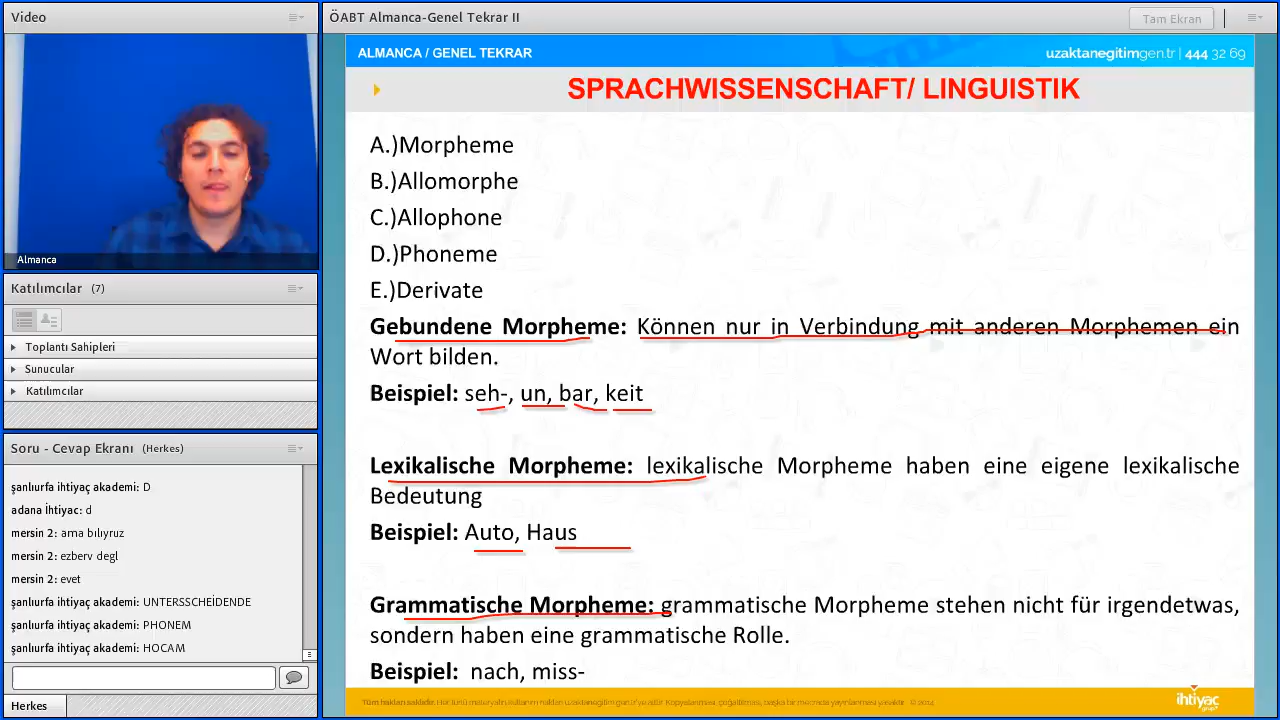 Video
Almanca
Katılımcılar (7)
Toplantı Sahipleri
Sunucular
Katılımcılar
Soru - Cevap Ekranı (Herkes)
şanlıurfa ihtiyaç akademi: D
adana İhtiyac: d
mersin 2: ama bılıyruz
mersin 2: ezberv degl
mersin 2: evet
şanlıurfa ihtiyaç akademi: UNTERSSCHEİDENDE
şanlıurfa ihtiyaç akademi: PHONEM
şanlıurfa ihtiyaç akademi: HOCAM
Herkes
ÖABT Almanca-Genel Tekrar II
Tam Ekran
ALMANCA / GENEL TEKRAR
uzaktanegitimgen.tr | 444 32 69
SPRACHWISSENSCHAFT/ LINGUISTIK
A.)Morpheme
B.)Allomorphe
C.)Allophone
D.)Phoneme
E.)Derivate
Gebundene Morpheme: Können nur in Verbindung mit anderen Morphemen ein
Wort bilden.
Beispiel: seh-, un, bar, keit
Lexikalische Morpheme: lexikalische Morpheme haben eine eigene lexikalische
Bedeutung
Beispiel: Auto, Haus
Grammatische Morpheme: grammatische Morpheme stehen nicht für irgendetwas,
sondern haben eine grammatische Rolle.
Beispiel: nach, miss-
Tüm hakları saklıdır.
ihtiyaç